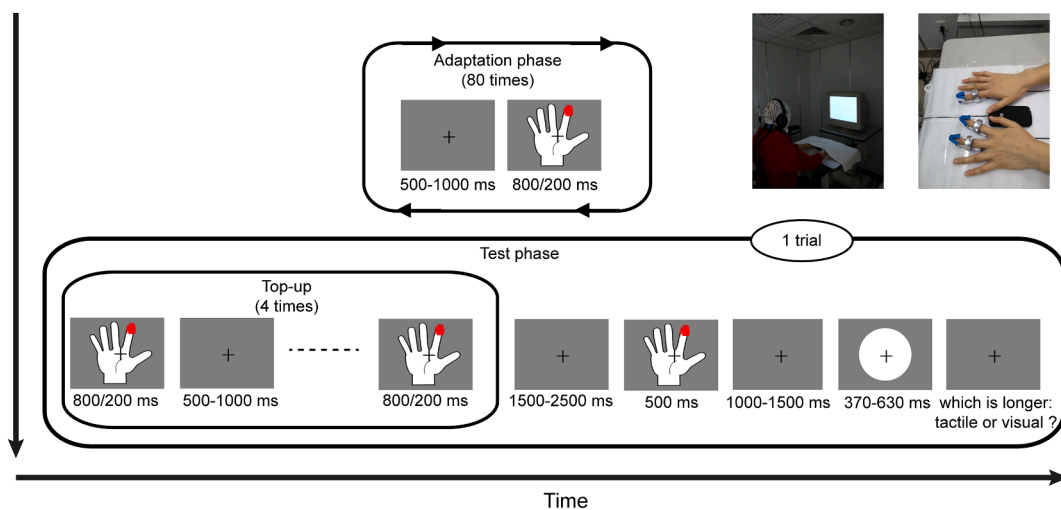 Adaptation phase
(80 times)
500-1000 ms
800/200 ms
1 trial
Test phase
Top-up
(4 times)
800/200 ms
500-1000 ms
800/200 ms
1500-2500 ms
500 ms
1000-1500 ms
370-630 ms
which is longer:
tactile or visual ?
Time